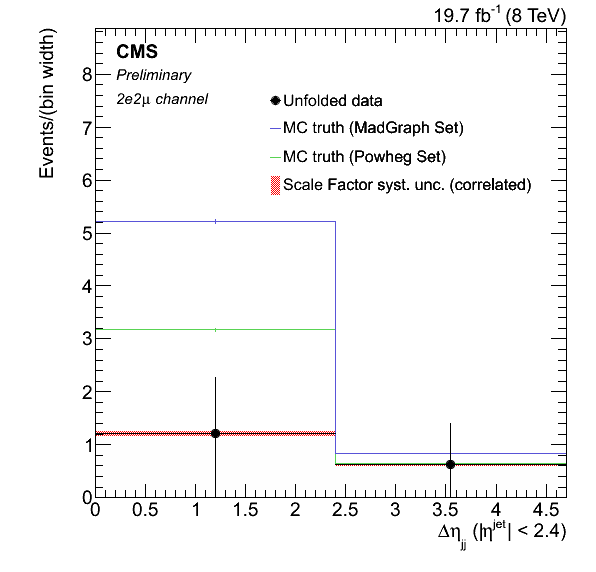 19.7 fb⁻¹ (8 TeV)
Events/(bin width)
CMS
Preliminary
2e2μ channel
Unfolded data
MC truth (MadGraph Set)
MC truth (Powheg Set)
Scale Factor syst. unc. (correlated)
8
7
6
5
4
3
2
1
0
0 0.5 1 1.5 2 2.5 3 3.5 4 4.5
Δη_jj (|η^jet| < 2.4)